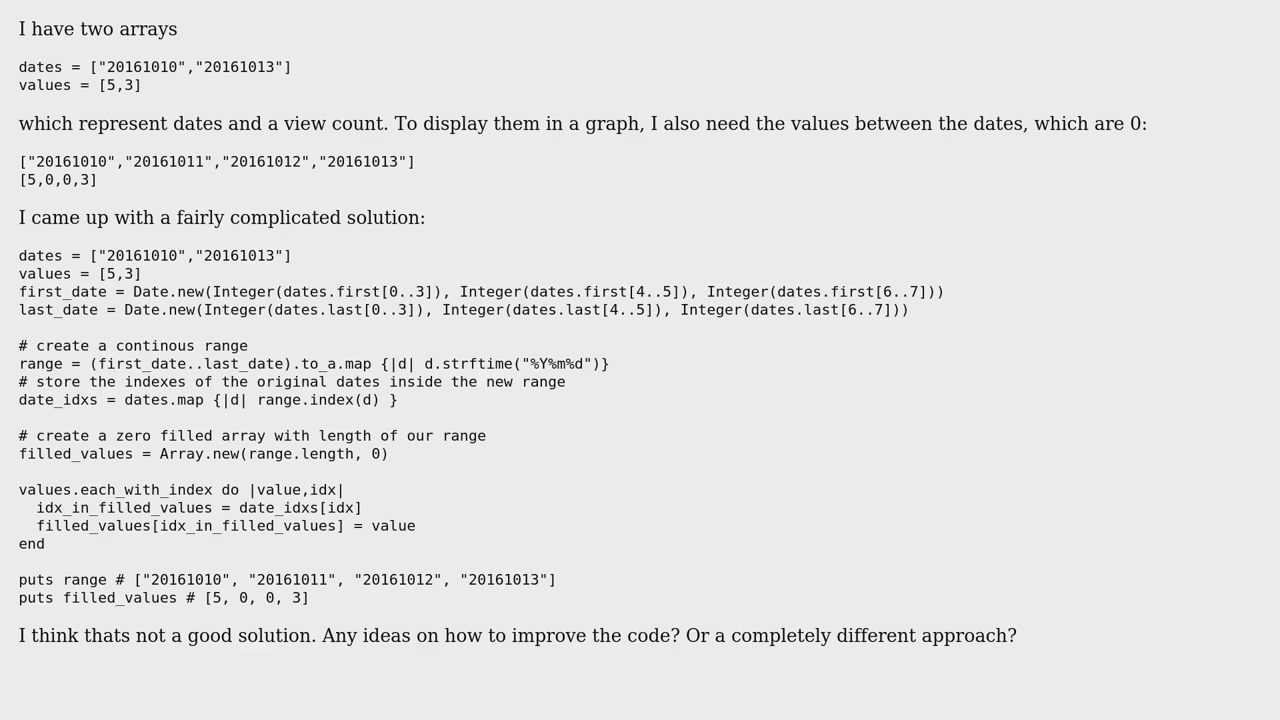 I have two arrays
dates = ["20161010","20161013"]
values = [5,3]
which represent dates and a view count. To display them in a graph, I also need the values between the dates, which are 0:
["20161010","20161011","20161012","20161013"]
[5,0,0,3]
I came up with a fairly complicated solution:
dates = ["20161010","20161013"]
values = [5,3]
first_date = Date.new(Integer(dates.first[0..3]), Integer(dates.first[4..5]), Integer(dates.first[6..7]))
last_date = Date.new(Integer(dates.last[0..3]), Integer(dates.last[4..5]), Integer(dates.last[6..7]))
# create a continous range
range = (first_date..last_date).to_a.map {|d| d.strftime("%Y%m%d")}
# store the indexes of the original dates inside the new range
date_idxs = dates.map {|d| range.index(d) }
# create a zero filled array with length of our range
filled_values = Array.new(range.length, 0)
values.each_with_index do |value,idx|
  idx_in_filled_values = date_idxs[idx]
  filled_values[idx_in_filled_values] = value
end
puts range # ["20161010", "20161011", "20161012", "20161013"]
puts filled_values # [5, 0, 0, 3]
I think thats not a good solution. Any ideas on how to improve the code? Or a completely different approach?